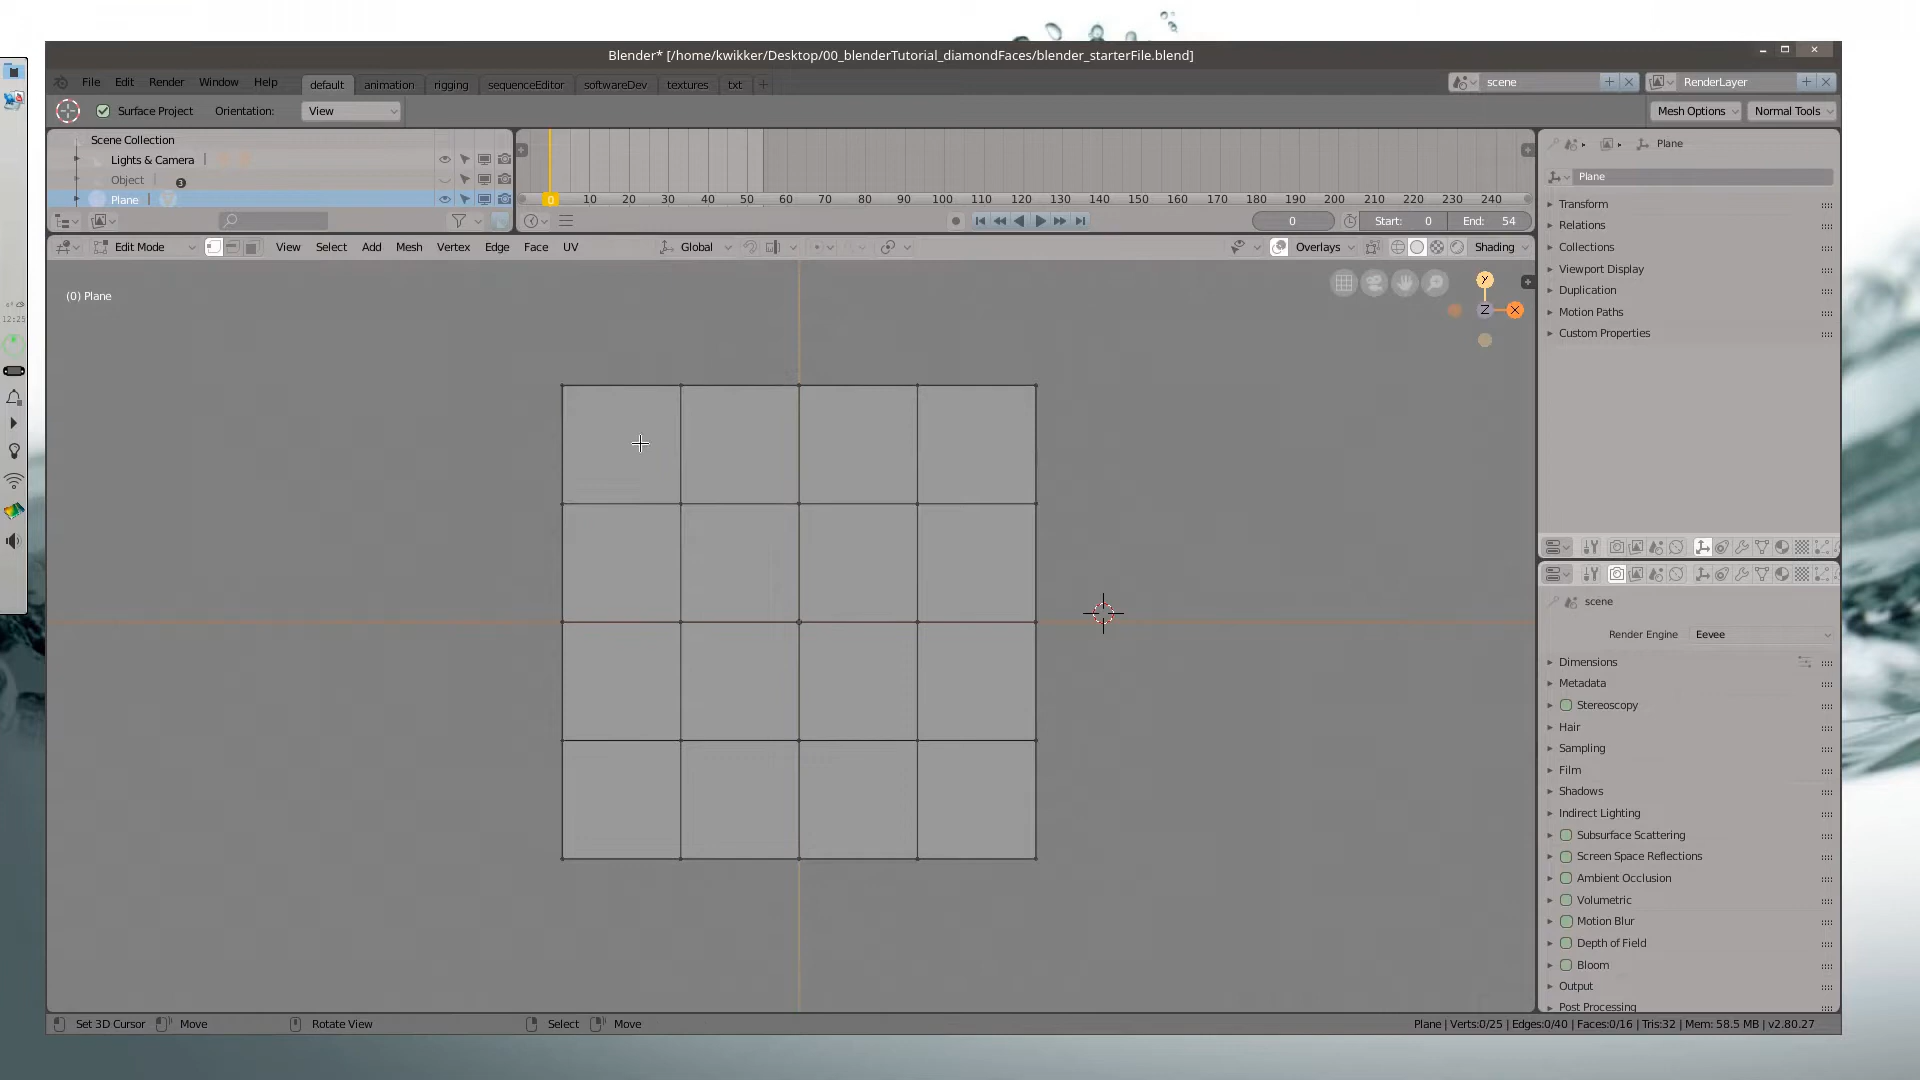 Blender* [/home/kwikker/Desktop/00_blenderTutorial_diamondFaces/blender_starterFile.blend]
File Edit Render Window Help default animation rigging sequenceEditor softwareDev textures txt scene RenderLayer
Surface Project Orientation: View Mesh Options Normal Tools
Scene Collection
Lights & Camera
Object 3
Plane
0 10 20 30 40 50 60 70 80 90 100 110 120 130 140 150 160 170 180 190 200 210 220 230 240
0 Start: 0 End: 54
Edit Mode View Select Add Mesh Vertex Edge Face UV Global Overlays Shading
(0) Plane
Y
Z X
Plane
Plane
Transform
Relations
Collections
Viewport Display
Duplication
Motion Paths
Custom Properties
12:25
scene
Render Engine Eevee
Dimensions
Metadata
Stereoscopy
Hair
Sampling
Film
Shadows
Indirect Lighting
Subsurface Scattering
Screen Space Reflections
Ambient Occlusion
Volumetric
Motion Blur
Depth of Field
Bloom
Output
Post Processing
Set 3D Cursor Move Rotate View Select Move Plane | Verts:0/25 | Edges:0/40 | Faces:0/16 | Tris:32 | Mem: 58.5 MB | v2.80.27